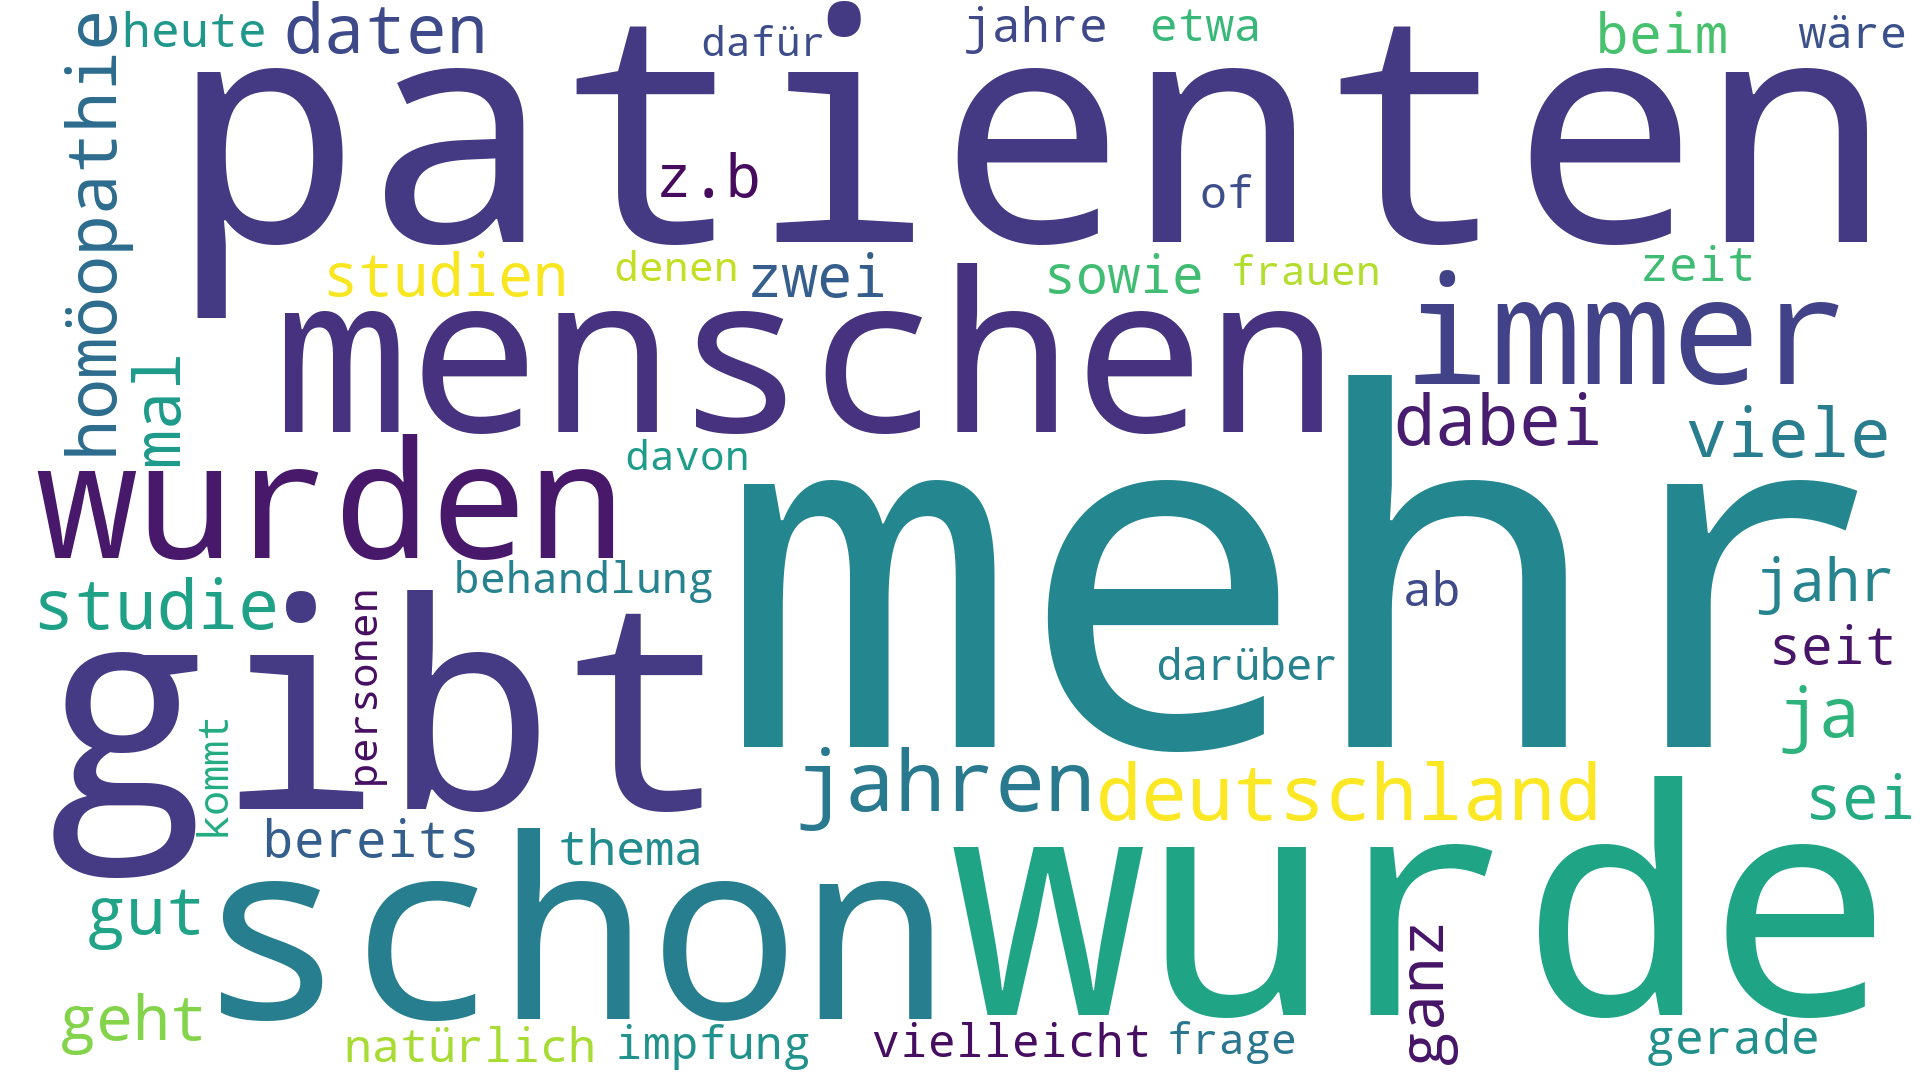 heute
daten
dafür
jahre
etwa
beim
wäre
patienten
homöopathie
z.b
of
studien
denen
zwei
sowie
frauen
zeit
menschen
immer
mal
dabei
viele
wurden
davon
mehr
studie
behandlung
ab
jahr
gibt
personen
darüber
seit
kommt
ja
jahren
deutschland
sei
bereits
thema
schon
wurde
gut
ganz
geht
natürlich
impfung
vielleicht
frage
gerade